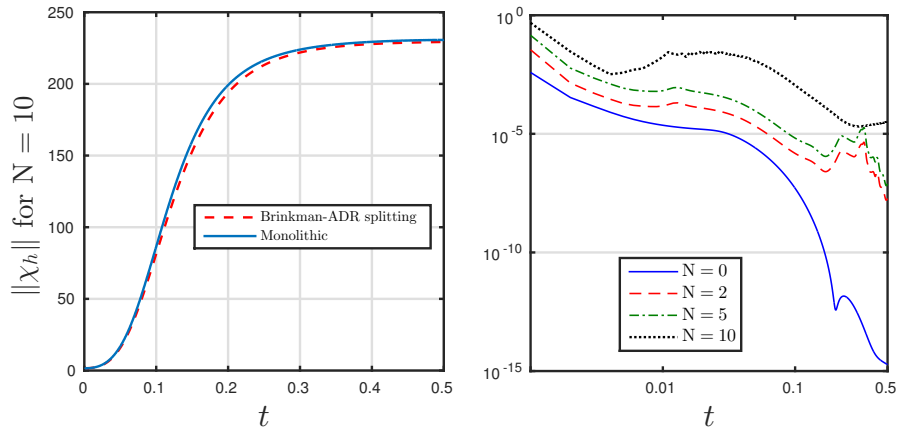 ||χh|| for N = 10
250
200
150
100
50
0
0
0.1
0.2
0.3
0.4
0.5
t
Brinkman-ADR splitting
Monolithic
10^0
10^-5
10^-10
10^-15
0.01
0.1
0.5
t
N = 0
N = 2
N = 5
N = 10